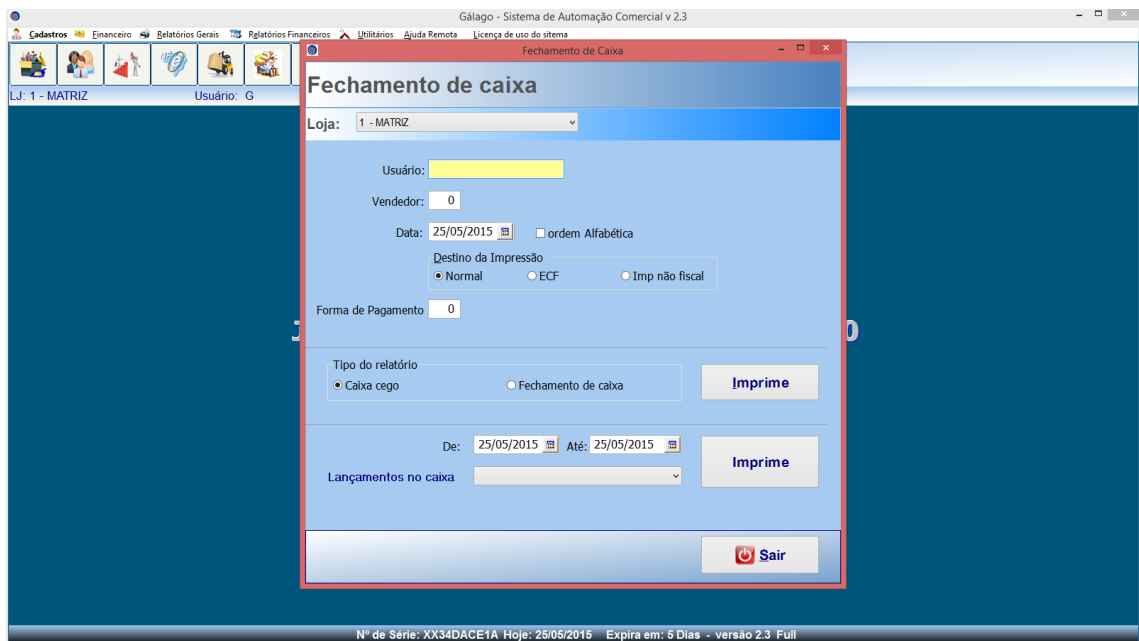 Gálago - Sistema de Automação Comercial v 2.3
Cadastros Financeiro Relatórios Gerais Relatórios Financeiros Utilitários Ajuda Remota Licença de uso do sitema
Fechamento de Caixa
LJ: 1 - MATRIZ Usuário: G
Fechamento de caixa
Loja: 1 - MATRIZ
Usuário:
Vendedor: 0
Data: 25/05/2015 ordem Alfabética
Destino da Impressão
Normal ECF Imp não fiscal
Forma de Pagamento 0
Tipo do relatório
Caixa cego Fechamento de caixa
Imprime
De: 25/05/2015 Até: 25/05/2015
Lançamentos no caixa
Imprime
Sair
Nº de Série: XX34DACE1A Hoje: 25/05/2015 Expira em: 5 Dias - versão 2.3 Full